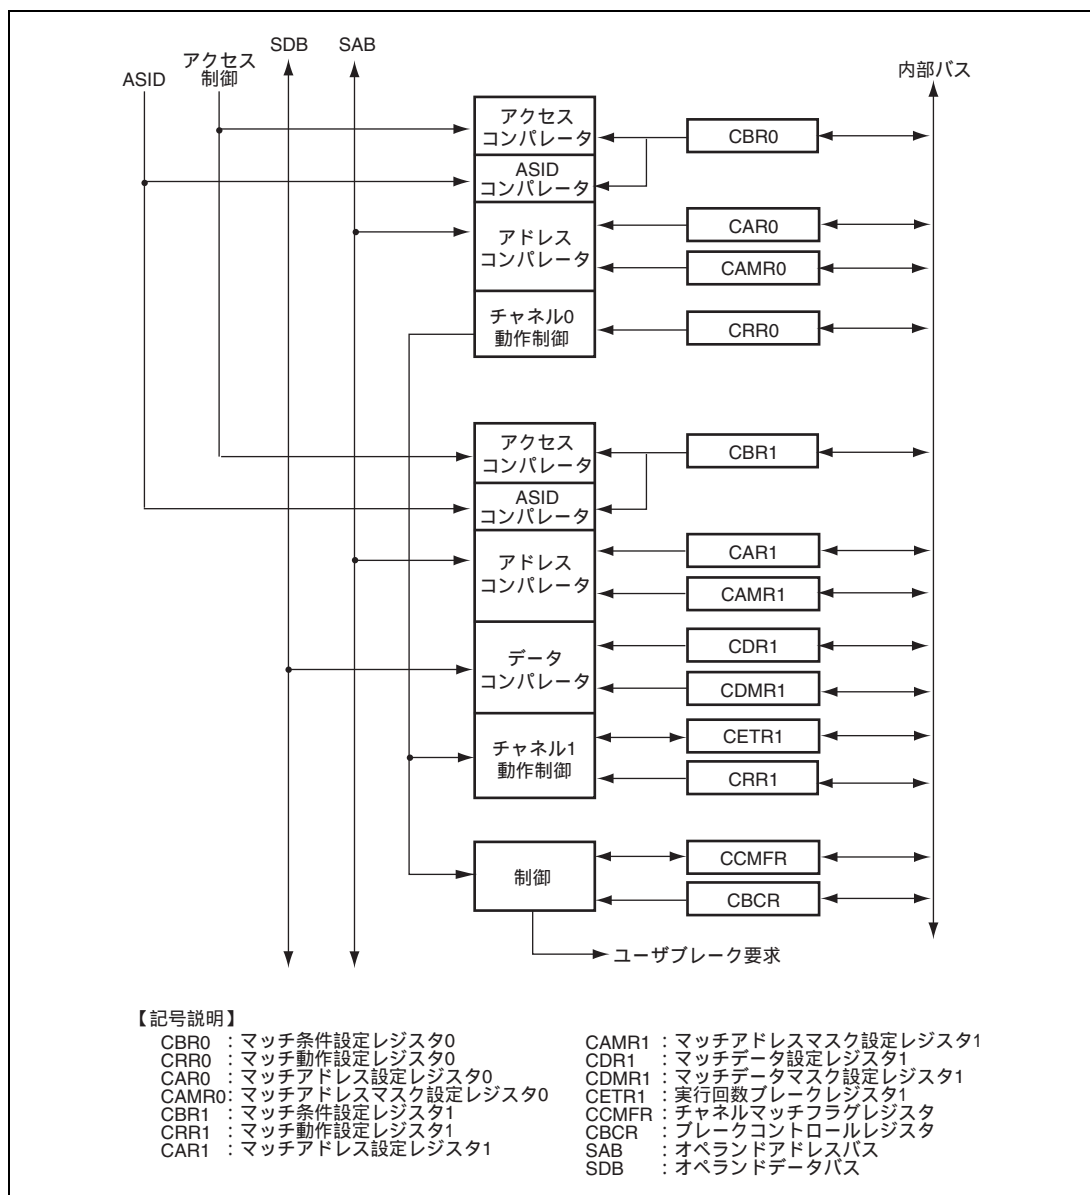 SDB
SAB
アクセス
制御
ASID
内部バス
アクセス
コンパレータ
CBR0
ASID
コンパレータ
アドレス
コンパレータ
CAR0
CAMR0
チャネル0
動作制御
CRR0
アクセス
コンパレータ
CBR1
ASID
コンパレータ
アドレス
コンパレータ
CAR1
CAMR1
データ
コンパレータ
CDR1
CDMR1
チャネル1
動作制御
CETR1
CRR1
制御
CCMFR
CBCR
ユーザブレーク要求
【記号説明】
CBR0 :マッチ条件設定レジスタ0
CRR0 :マッチ動作設定レジスタ0
CAR0 :マッチアドレス設定レジスタ0
CAMR0:マッチアドレスマスク設定レジスタ0
CBR1 :マッチ条件設定レジスタ1
CRR1 :マッチ動作設定レジスタ1
CAR1 :マッチアドレス設定レジスタ1
CAMR1 :マッチアドレスマスク設定レジスタ1
CDR1 :マッチデータ設定レジスタ1
CDMR1 :マッチデータマスク設定レジスタ1
CETR1 :実行回数ブレークレジスタ1
CCMFR :チャネルマッチフラグレジスタ
CBCR :ブレークコントロールレジスタ
SAB :オペランドアドレスバス
SDB :オペランドデータバス